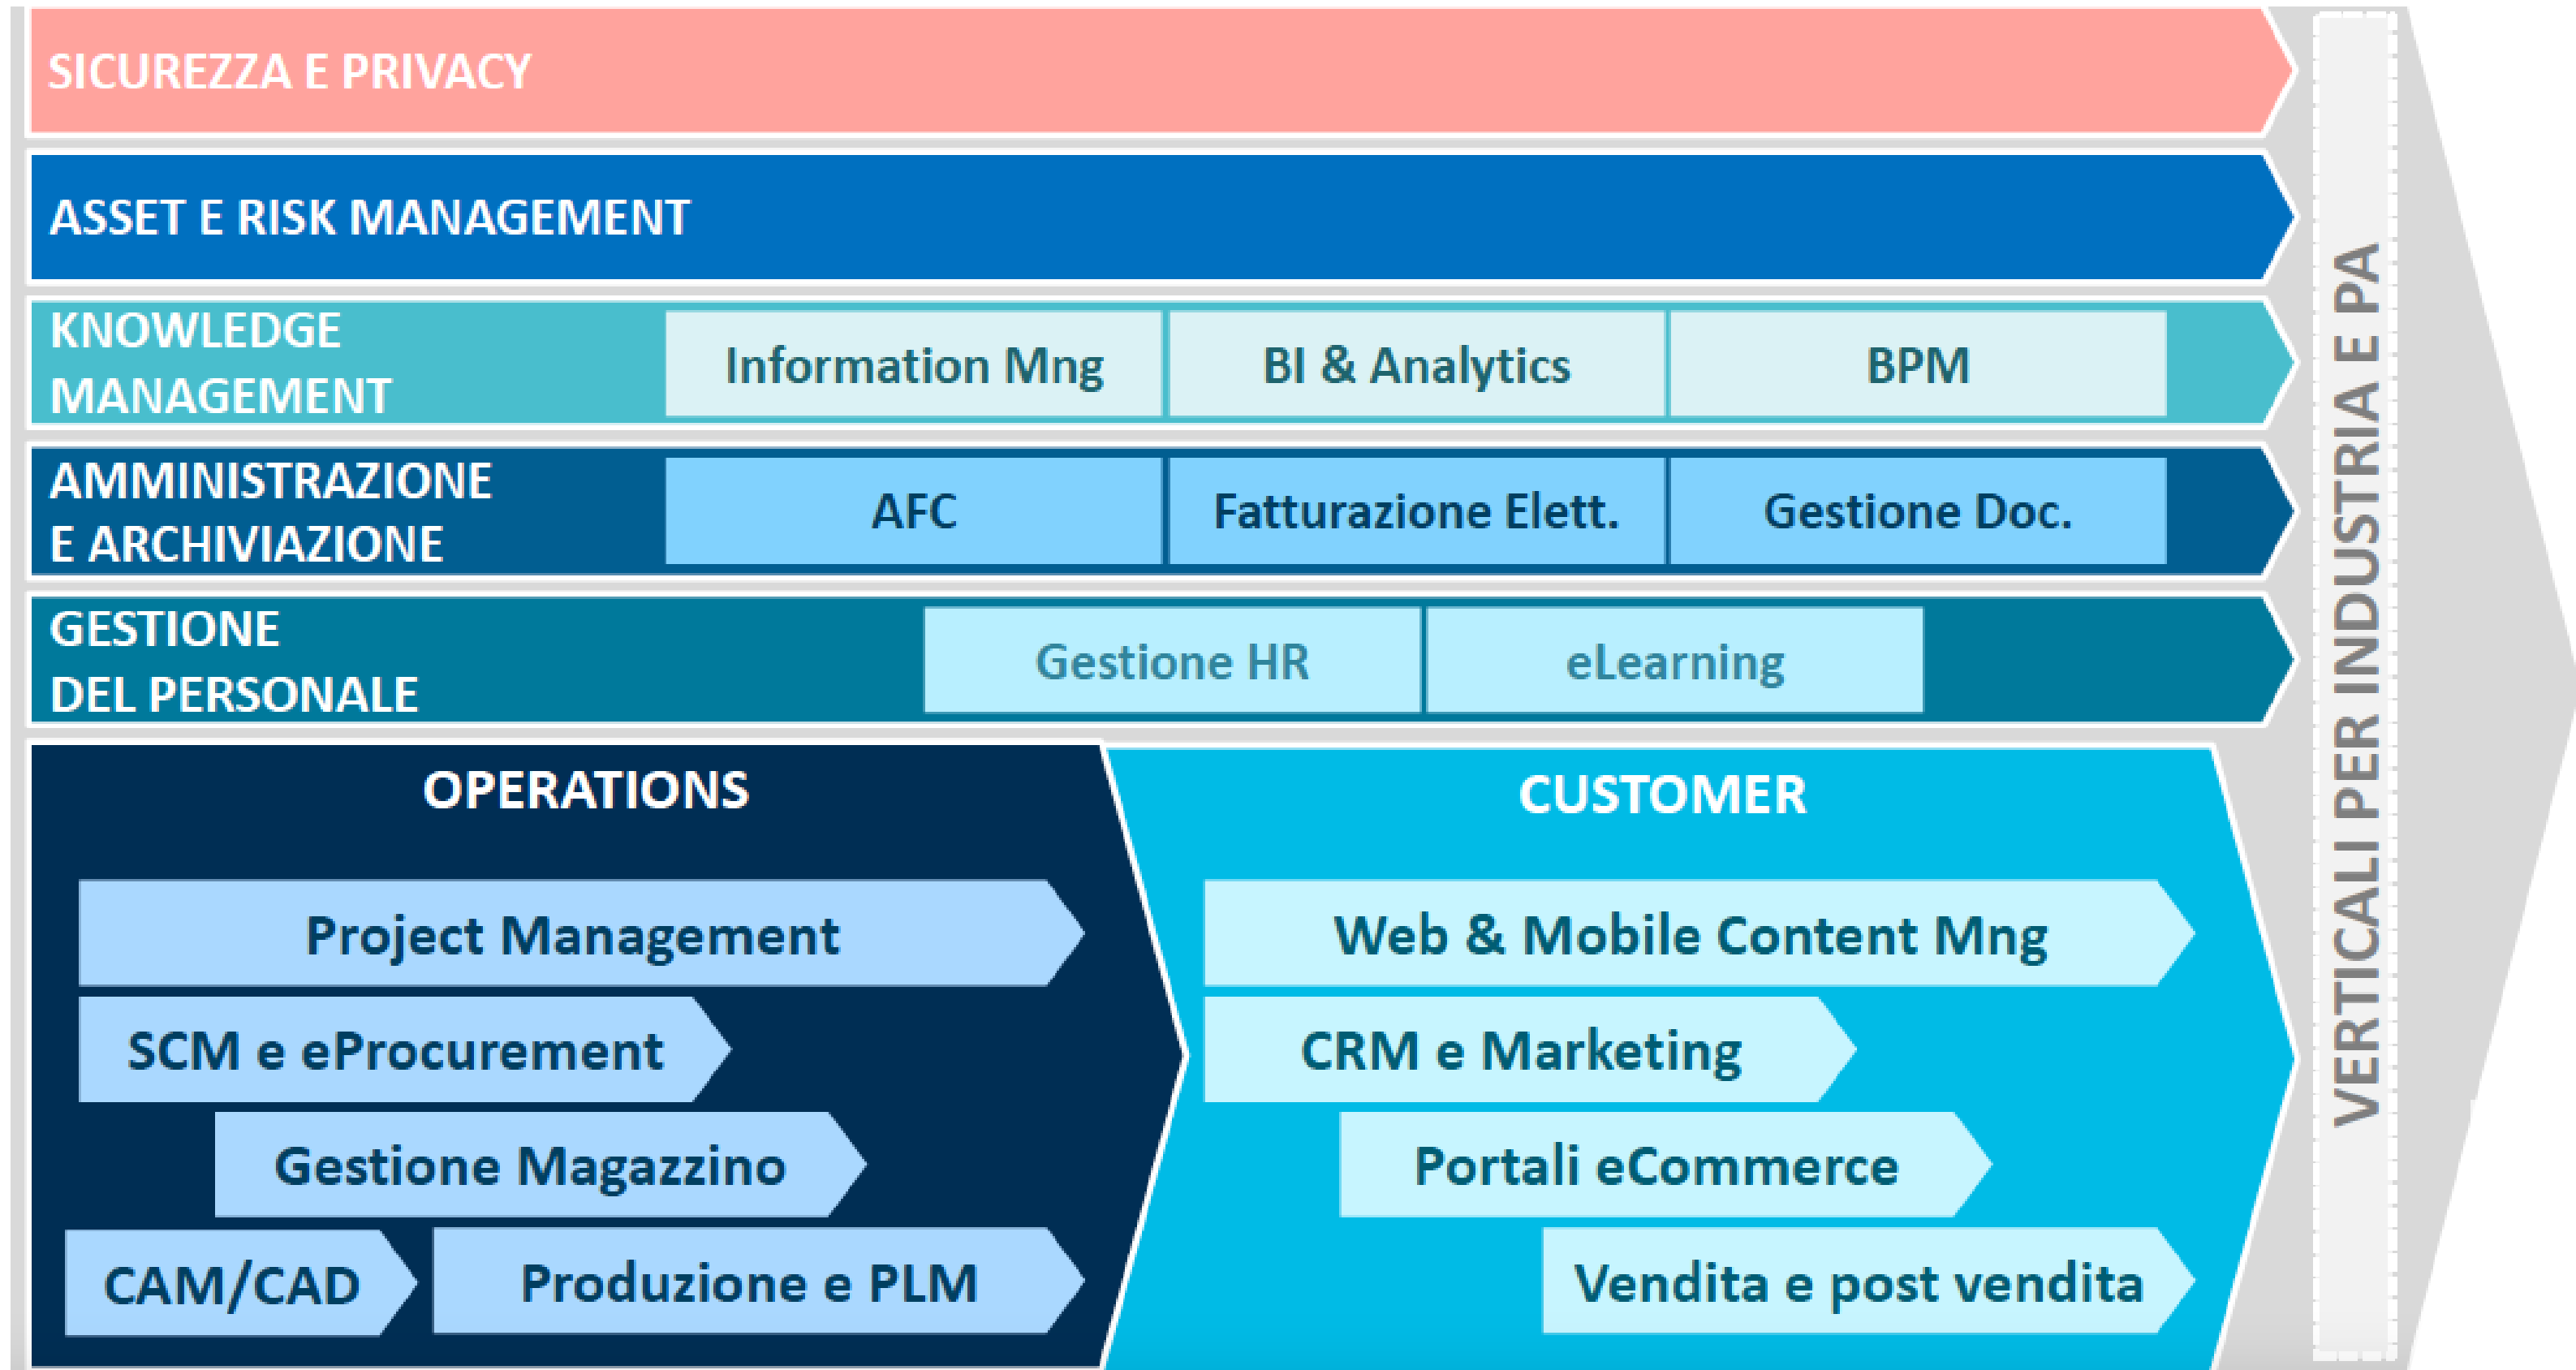 SICUREZZA E PRIVACY
ASSET E RISK MANAGEMENT
KNOWLEDGE
MANAGEMENT
Information Mng
BI & Analytics
BPM
AMMINISTRAZIONE
E ARCHIVIAZIONE
AFC
Fatturazione Elett.
Gestione Doc.
GESTIONE
DEL PERSONALE
Gestione HR
eLearning
OPERATIONS
Project Management
SCM e eProcurement
Gestione Magazzino
CAM/CAD
Produzione e PLM
CUSTOMER
Web & Mobile Content Mng
CRM e Marketing
Portali eCommerce
Vendita e post vendita
VERTICALI PER INDUSTRIA E PA